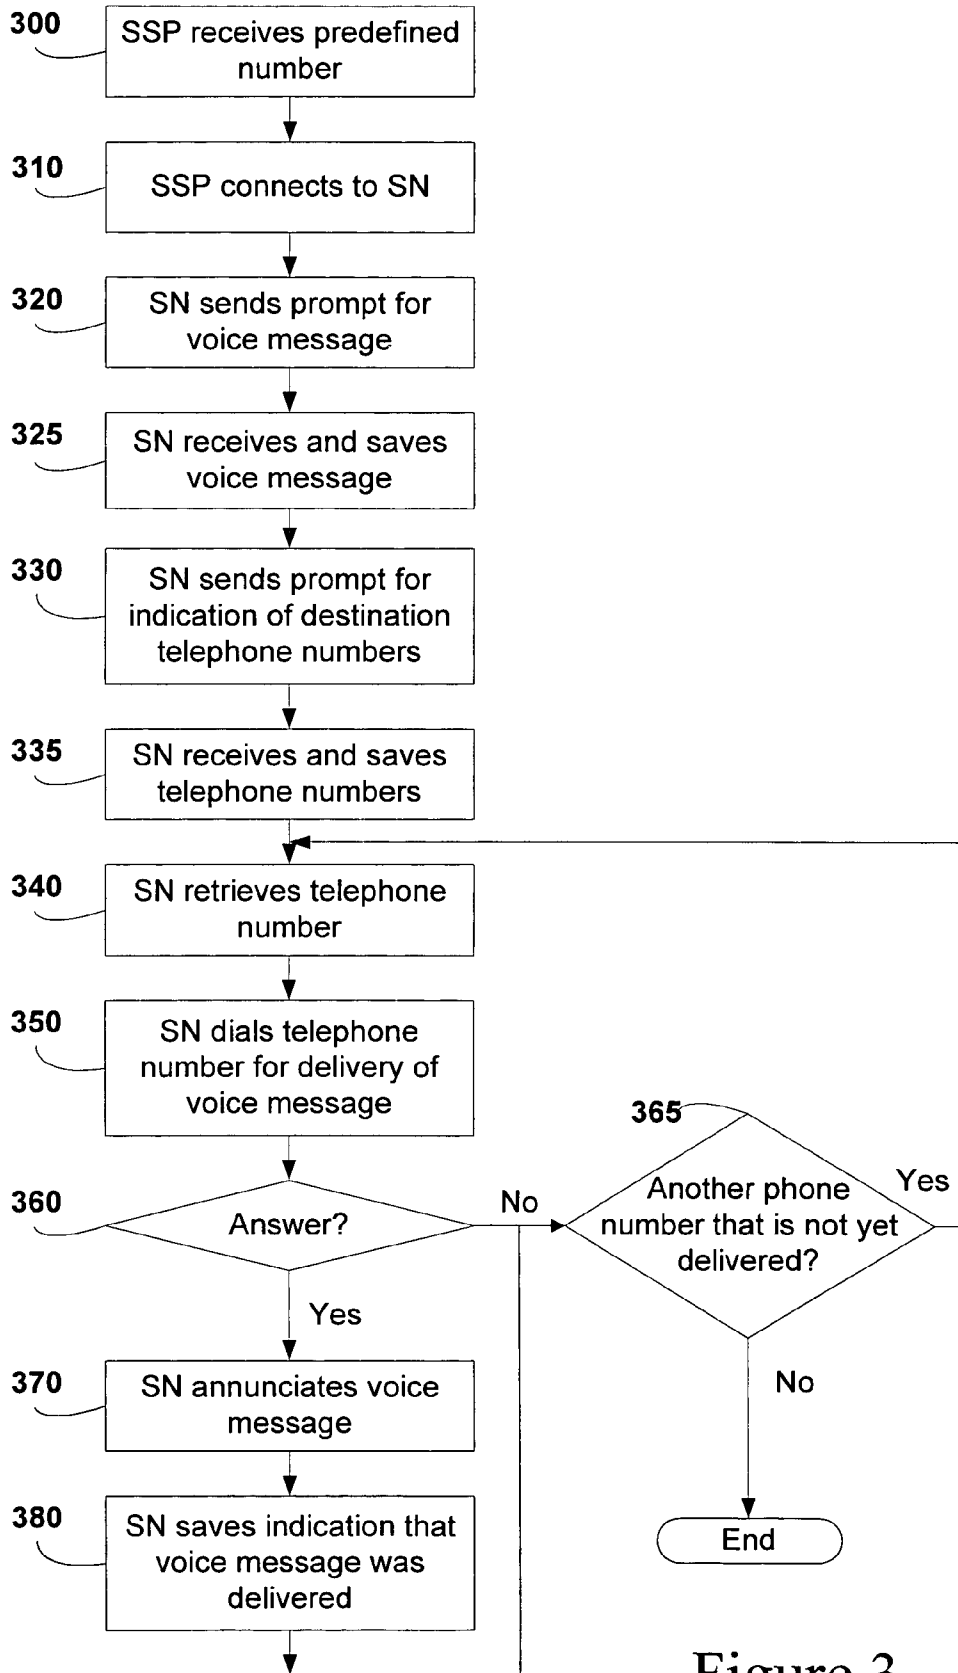 300
SSP receives predefined
number
310
SSP connects to SN
320
SN sends prompt for
voice message
325
SN receives and saves
voice message
330
SN sends prompt for
indication of destination
telephone numbers
335
SN receives and saves
telephone numbers
340
SN retrieves telephone
number
350
SN dials telephone
number for delivery of
voice message
360
Answer?
No
365
Another phone
number that is not yet
delivered?
Yes
Yes
No
370
SN annunciates voice
message
380
SN saves indication that
voice message was
delivered
End
Figure 3